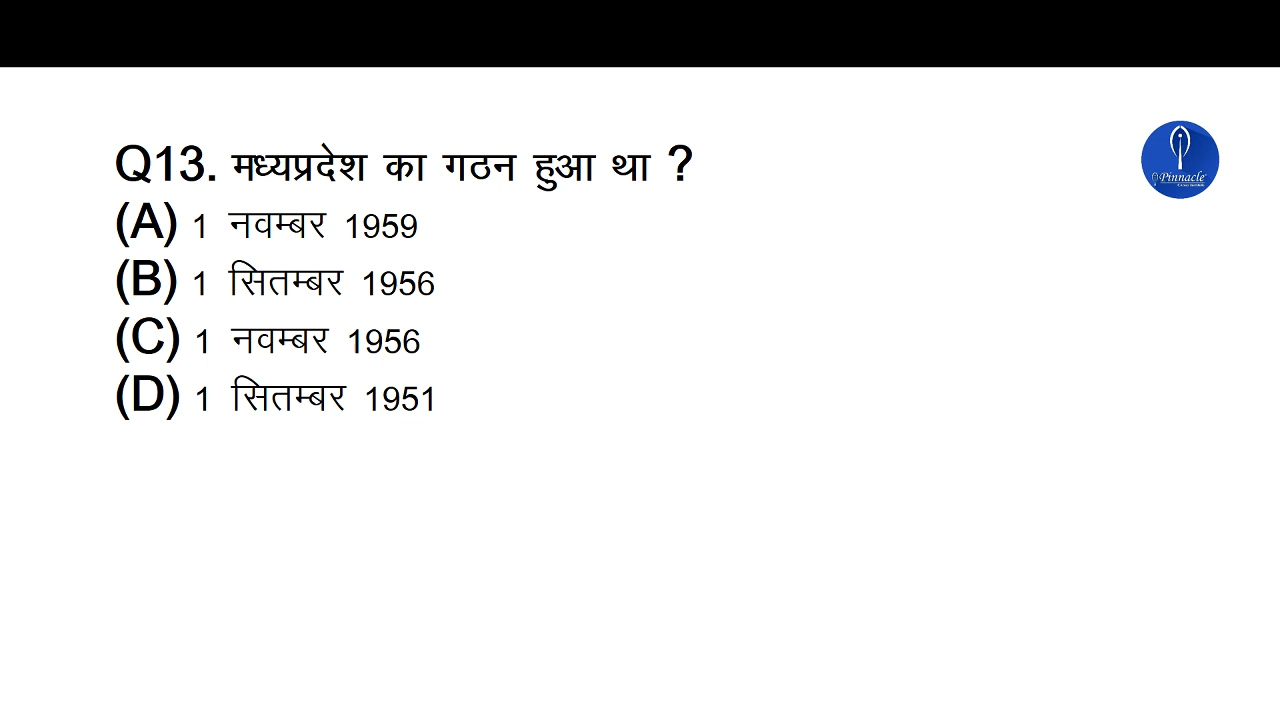 Q13. मध्यप्रदेश का गठन हुआ था ?
(A) 1 नवम्बर 1959
(B) 1 सितम्बर 1956
(C) 1 नवम्बर 1956
(D) 1 सितम्बर 1951
Pinnacle